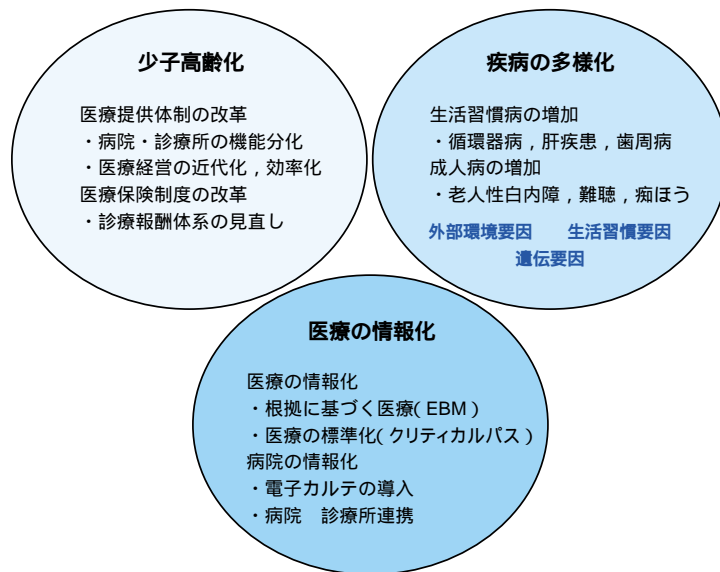 少子高齢化
医療提供体制の改革
・病院・診療所の機能分化
・医療経営の近代化，効率化
医療保険制度の改革
・診療報酬体系の見直し
疾病の多様化
生活習慣病の増加
・循環器病，肝疾患，歯周病
成人病の増加
・老人性白内障，難聴，痴ほう
外部環境要因　生活習慣要因
遺伝要因
医療の情報化
医療の情報化
・根拠に基づく医療（EBM）
・医療の標準化（クリティカルパス）
病院の情報化
・電子カルテの導入
・病院　診療所連携